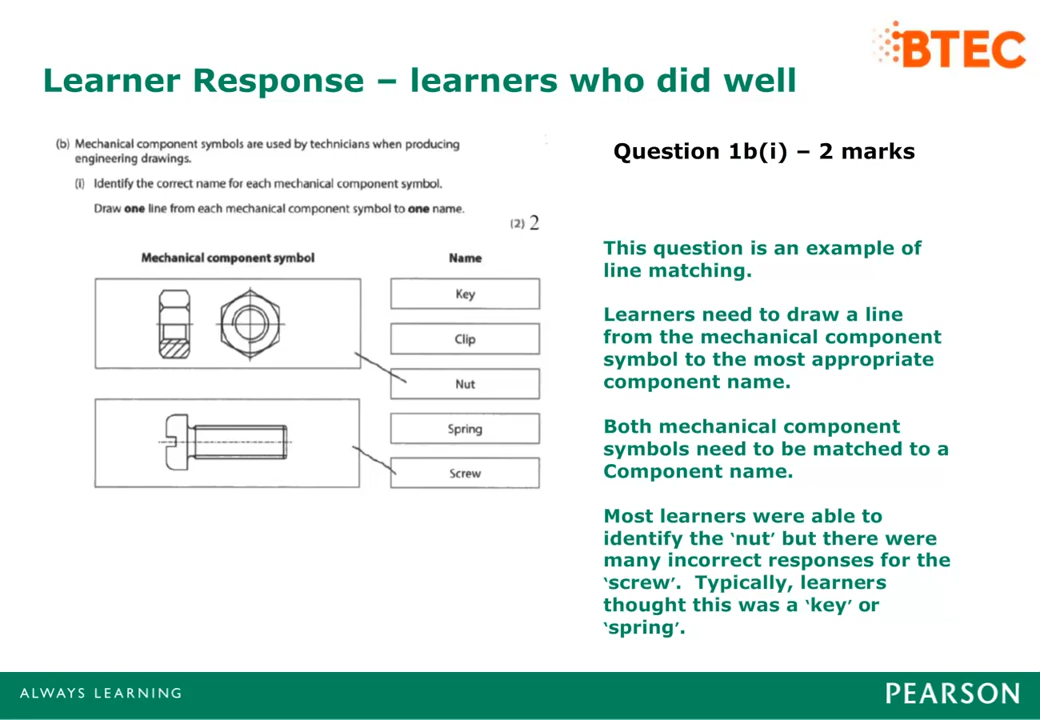 BTEC
Learner Response – learners who did well
(b) Mechanical component symbols are used by technicians when producing
engineering drawings.
(i) Identify the correct name for each mechanical component symbol.
Draw one line from each mechanical component symbol to one name.
(2) 2
Mechanical component symbol
Name
Key
Clip
Nut
Spring
Screw
Question 1b(i) – 2 marks
This question is an example of
line matching.
Learners need to draw a line
from the mechanical component
symbol to the most appropriate
component name.
Both mechanical component
symbols need to be matched to a
Component name.
Most learners were able to
identify the ‘nut’ but there were
many incorrect responses for the
‘screw’. Typically, learners
thought this was a ‘key’ or
‘spring’.
ALWAYS LEARNING
PEARSON